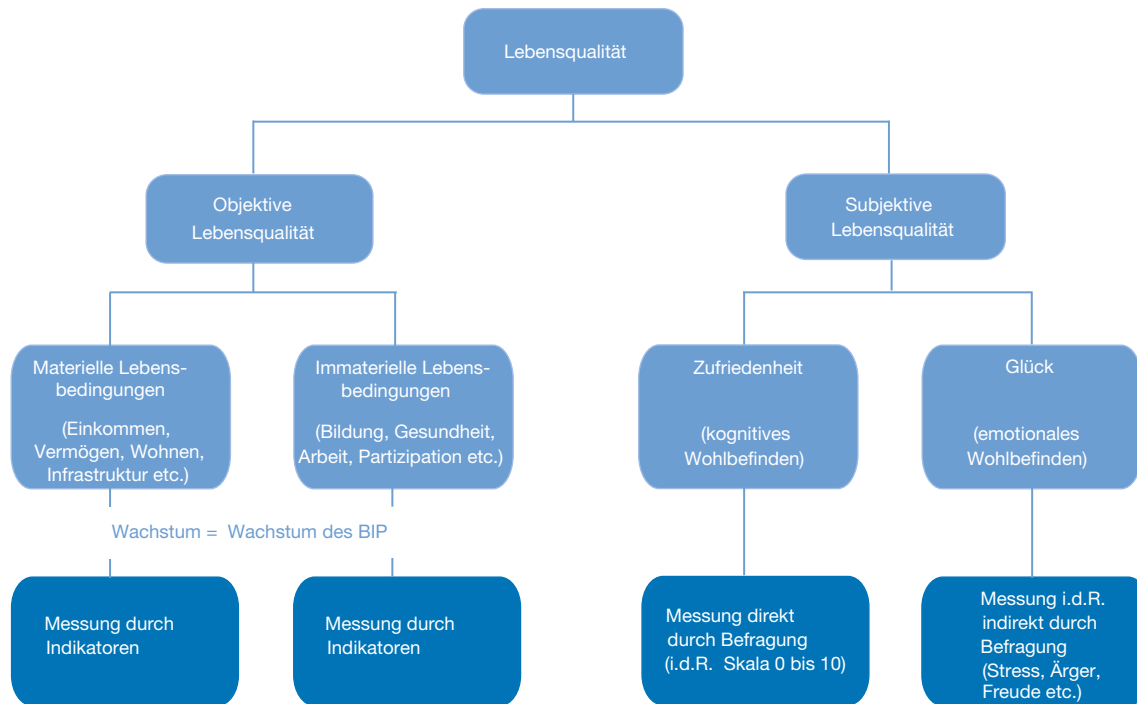 Lebensqualität
Objektive
Lebensqualität
Subjektive
Lebensqualität
Materielle Lebens-
bedingungen
(Einkommen,
Vermögen, Wohnen,
Infrastruktur etc.)
Immaterielle Lebens-
bedingungen
(Bildung, Gesundheit,
Arbeit, Partizipation etc.)
Zufriedenheit
(kognitives
Wohlbefinden)
Glück
(emotionales
Wohlbefinden)
Wachstum = Wachstum des BIP
Messung durch
Indikatoren
Messung durch
Indikatoren
Messung direkt
durch Befragung
(i.d.R. Skala 0 bis 10)
Messung i.d.R.
indirekt durch
Befragung
(Stress, Ärger,
Freude etc.)